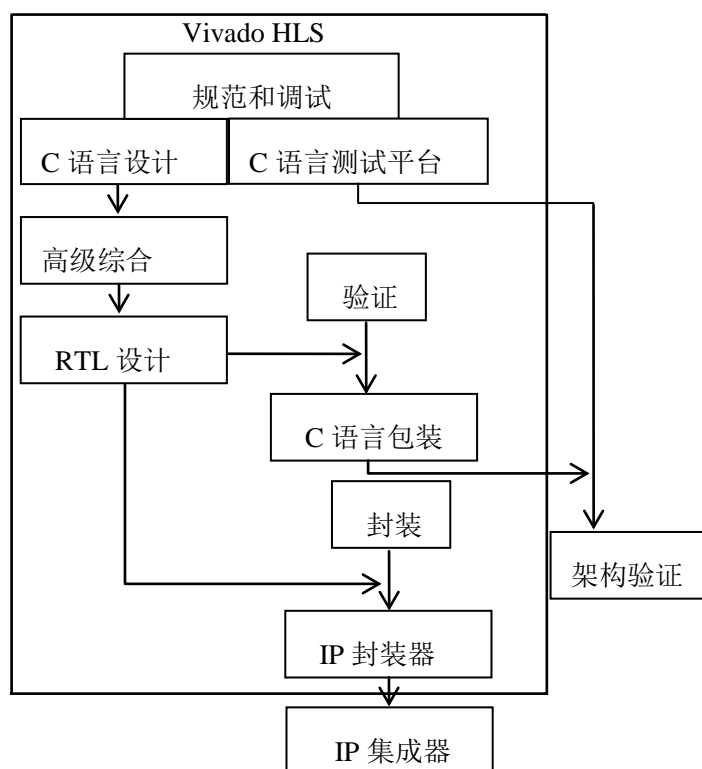 Vivado HLS
规范和调试
C 语言设计
C 语言测试平台
高级综合
验证
RTL 设计
C 语言包装
封装
架构验证
IP 封装器
IP 集成器